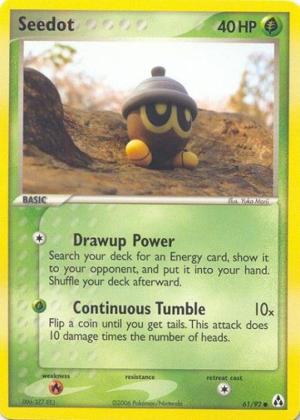 Seedot
40 HP
BASIC
Illus. Yuka Morii
Drawup Power
Search your deck for an Energy card, show it
to your opponent, and put it into your hand.
Shuffle your deck afterward.
Continuous Tumble 10x
Flip a coin until you get tails. This attack does
10 damage times the number of heads.
weakness
resistance
retreat cost
©2006 Pokémon/Nintendo
61/92